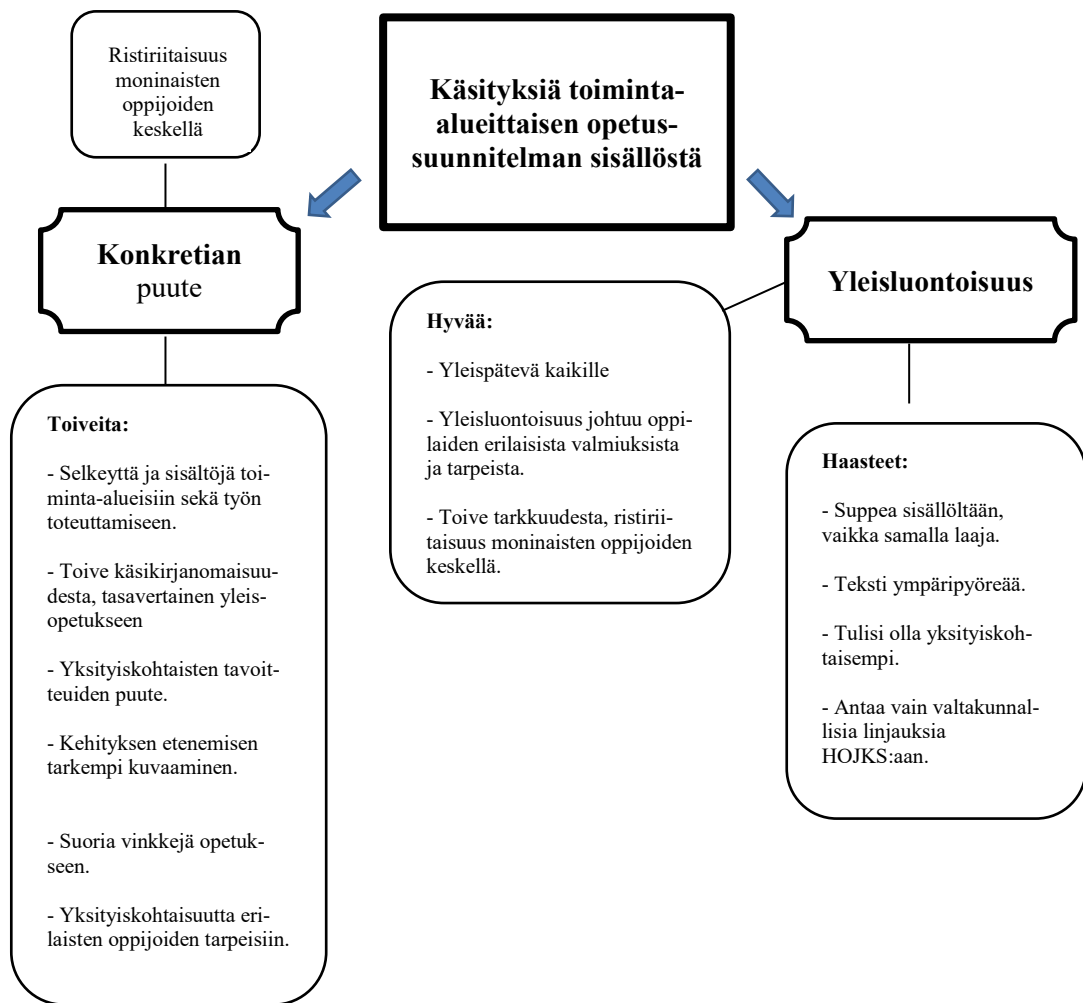 Ristiriitaisuus
moninaisten
oppijoiden
keskellä
Käsityksiä toiminta-
alueittaisen opetus-
suunnitelman sisällöstä
Konkretian
puute
Yleisluontoisuus
Toiveita:
- Selkeyttä ja sisältöjä toi-
minta-alueisiin sekä työn
toteuttamiseen.
- Toive käsikirjanomaisuu-
desta, tasavertainen yleis-
opetukseen
- Yksityiskohtaisten tavoit-
teuiden puute.
- Kehityksen etenemisen
tarkempi kuvaaminen.
- Suoria vinkkejä opetuk-
seen.
- Yksityiskohtaisuutta eri-
laisten oppijoiden tarpeisiin.
Hyvää:
- Yleispätevä kaikille
- Yleisluontoisuus johtuu oppi-
laiden erilaisista valmiuksista
ja tarpeista.
- Toive tarkkuudesta, ristirii-
taisuus moninaisten oppijoiden
keskellä.
Haasteet:
- Suppea sisällöltään,
vaikka samalla laaja.
- Teksti ympäripyöreää.
- Tulisi olla yksityiskoh-
taisempi.
- Antaa vain valtakunnal-
lisia linjauksia
HOJKS:aan.